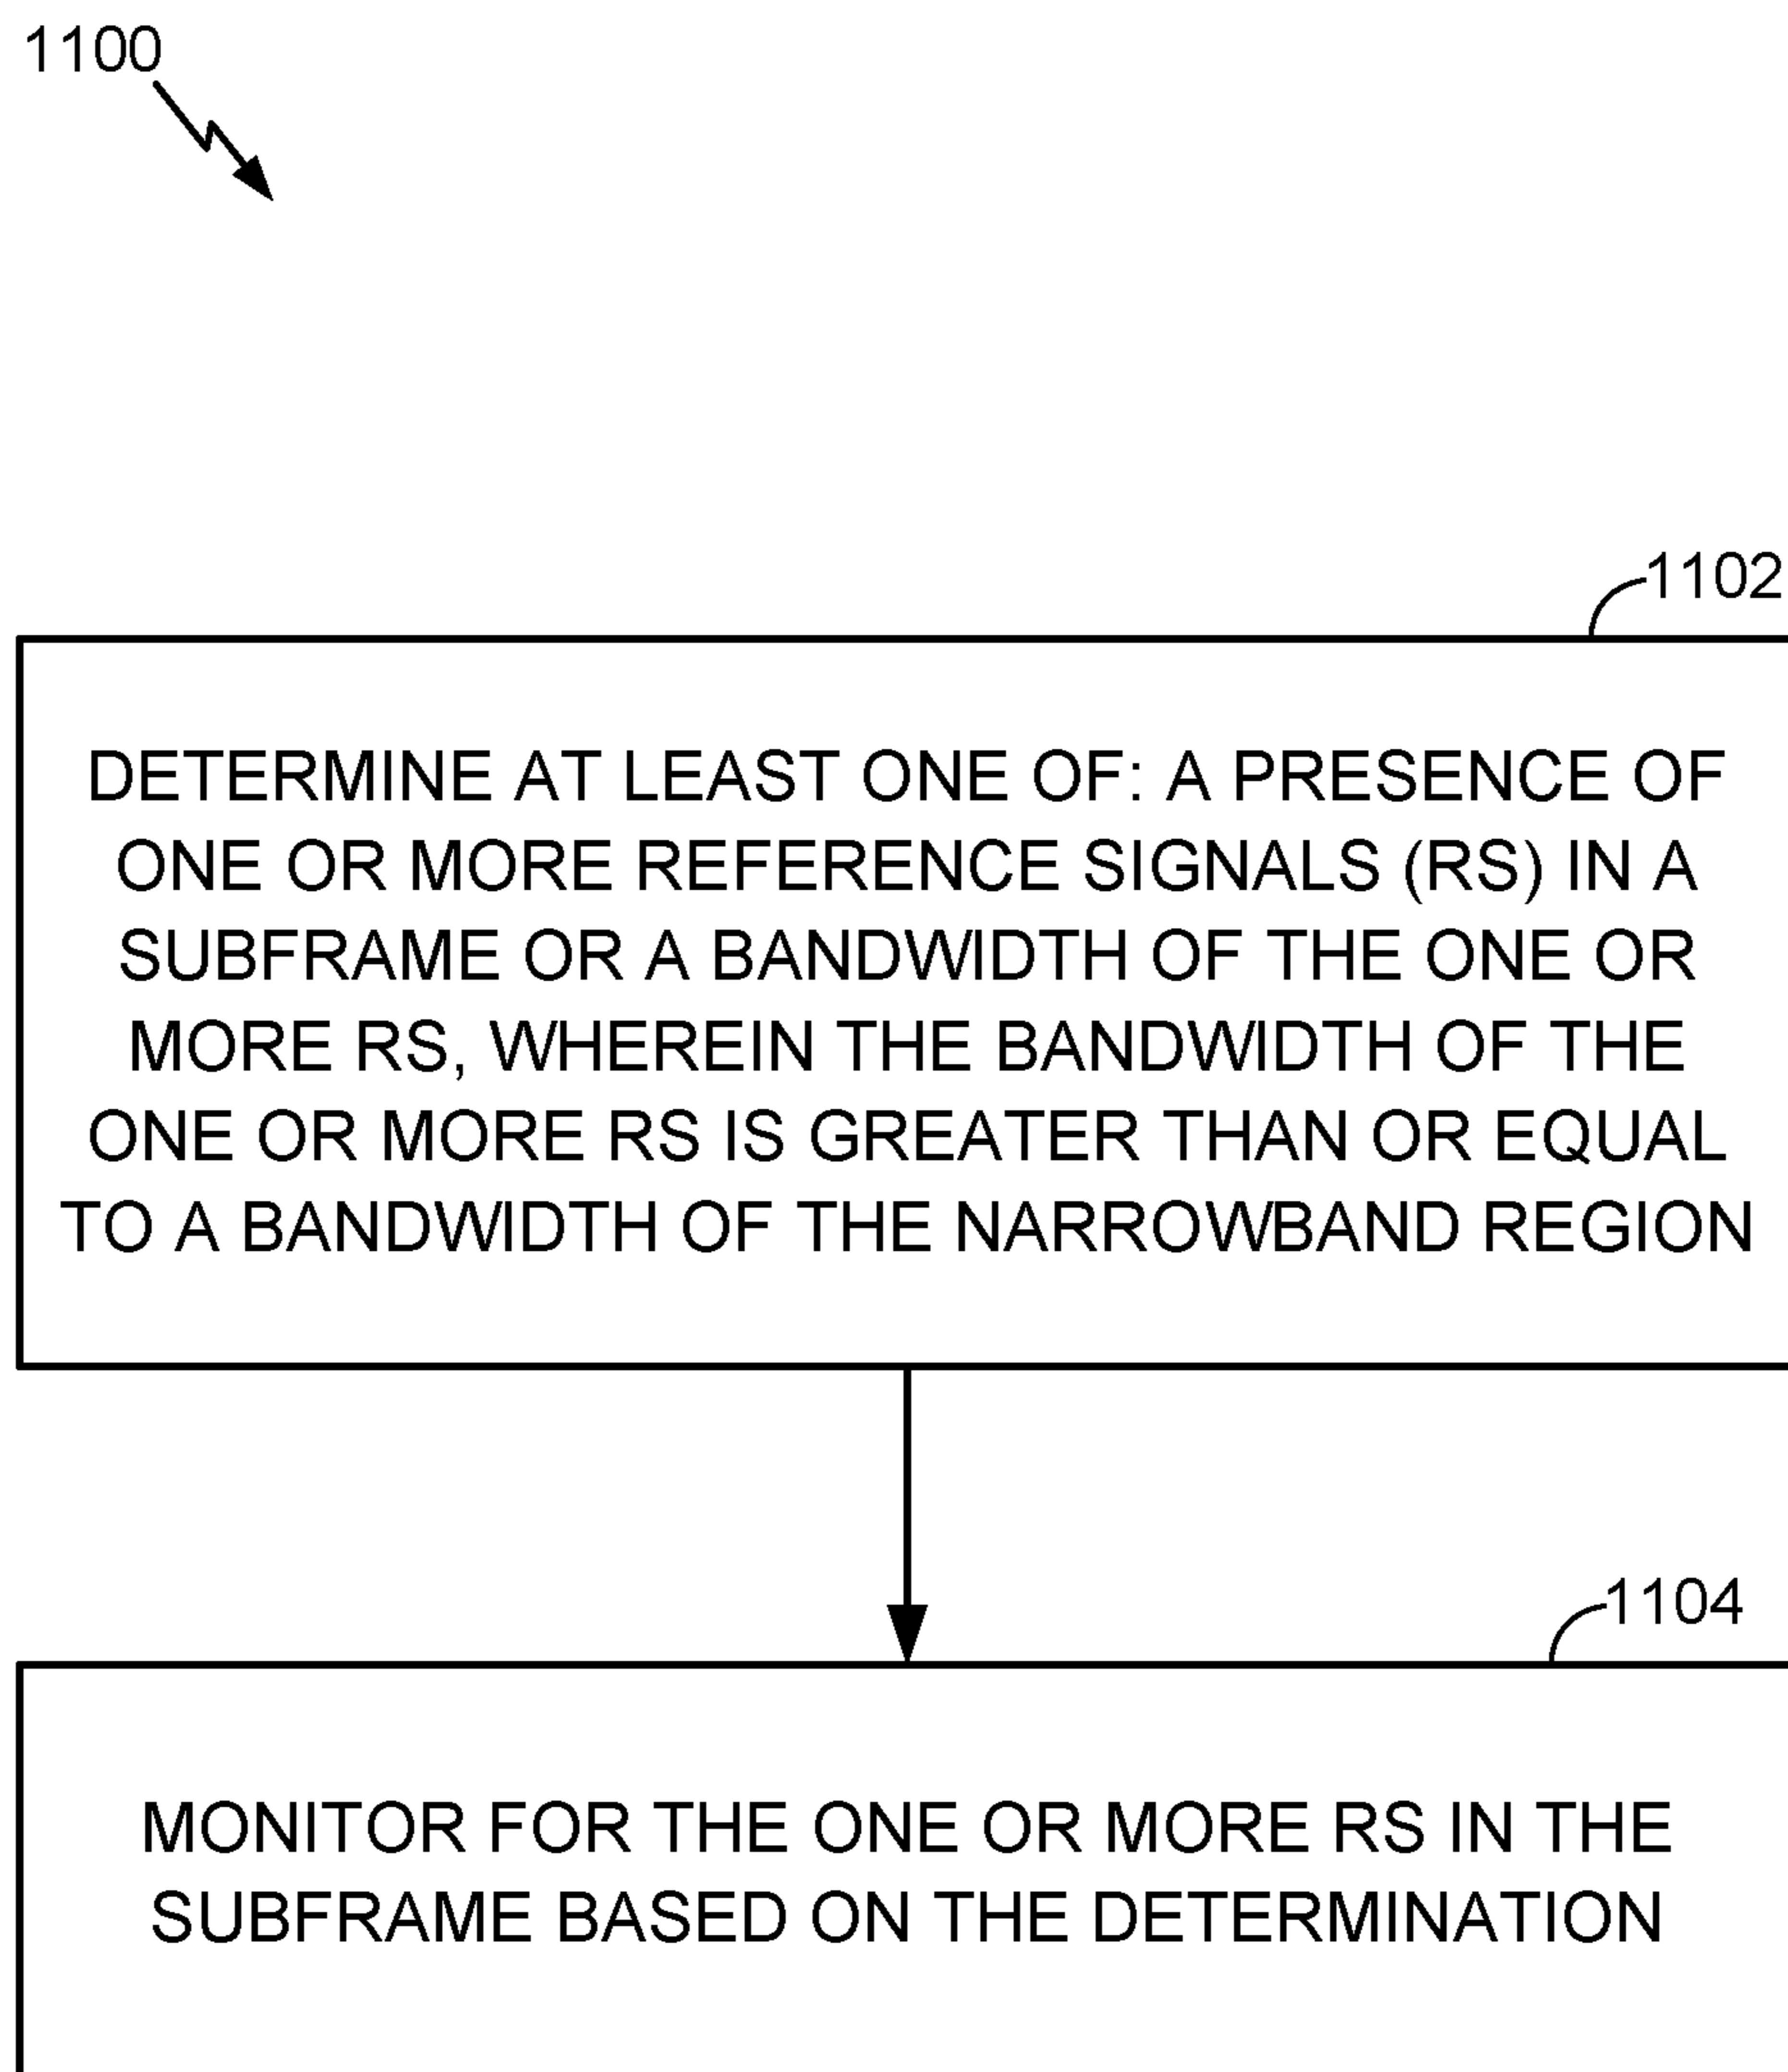 1100
1102
DETERMINE AT LEAST ONE OF: A PRESENCE OF
ONE OR MORE REFERENCE SIGNALS (RS) IN A
SUBFRAME OR A BANDWIDTH OF THE ONE OR
MORE RS, WHEREIN THE BANDWIDTH OF THE
ONE OR MORE RS IS GREATER THAN OR EQUAL
TO A BANDWIDTH OF THE NARROWBAND REGION
1104
MONITOR FOR THE ONE OR MORE RS IN THE
SUBFRAME BASED ON THE DETERMINATION